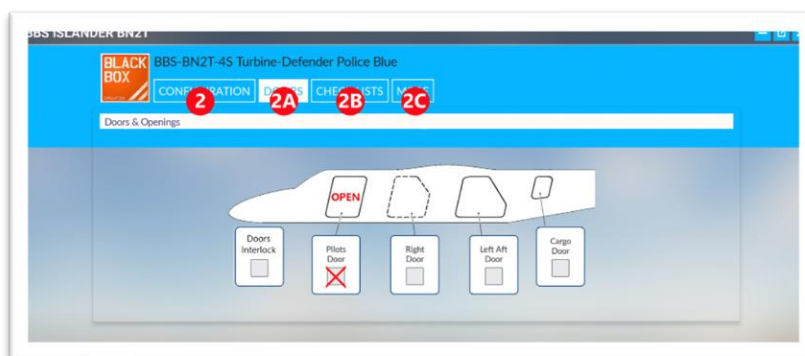 BBS ISLANDER BN2T
BLACK BOX
BBS-BN2T-4S Turbine-Defender Police Blue
CONFIGURATION DOORS CHECKLISTS
2 2A 2B 2C
Doors & Openings
OPEN
Doors Interlock
Pilots Door
Right Door
Left Aft Door
Cargo Door